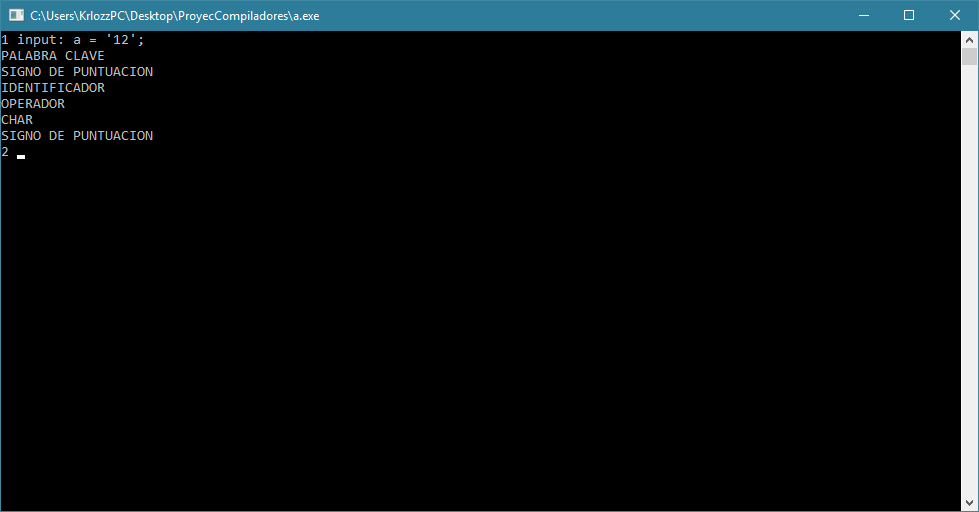 C:\Users\KrlozzPC\Desktop\ProyecCompiladores\a.exe
1 input: a = '12';
PALABRA CLAVE
SIGNO DE PUNTUACION
IDENTIFICADOR
OPERADOR
CHAR
SIGNO DE PUNTUACION
2